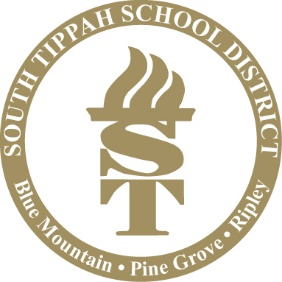 SOUTH TIPPAH SCHOOL DISTRICT
ST
Blue Mountain • Pine Grove • Ripley